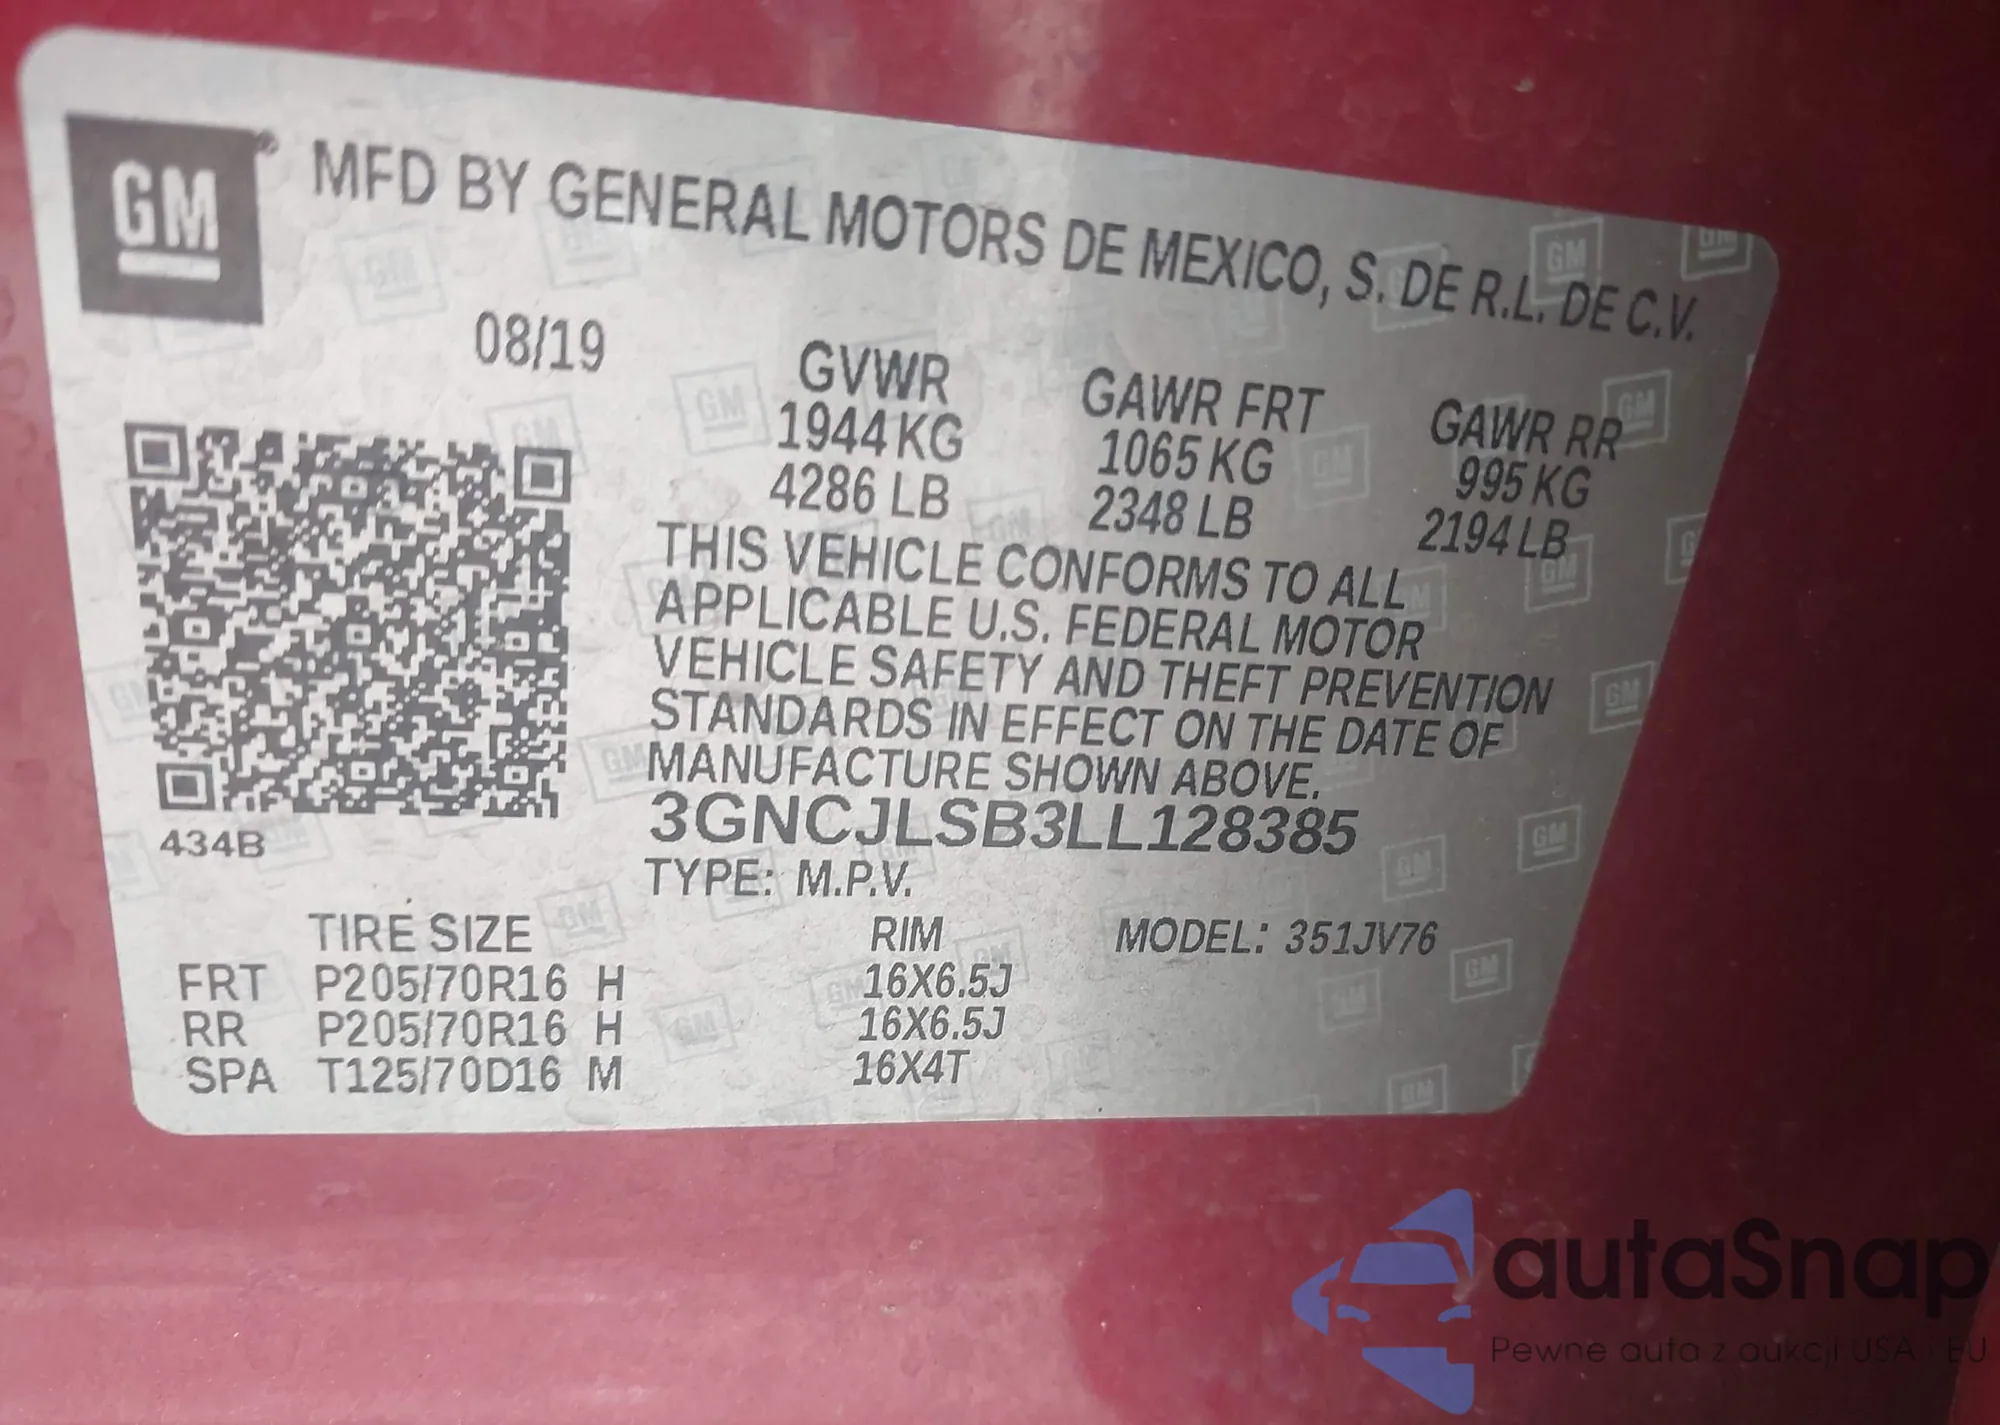 GM® MFD BY GENERAL MOTORS DE MEXICO, S. DE R.L. DE C.V.
08/19
GVWR GAWR FRT GAWR RR
1944 KG 1065 KG 995 KG
4286 LB 2348 LB 2194 LB
THIS VEHICLE CONFORMS TO ALL
APPLICABLE U.S. FEDERAL MOTOR
VEHICLE SAFETY AND THEFT PREVENTION
STANDARDS IN EFFECT ON THE DATE OF
MANUFACTURE SHOWN ABOVE.
3GNCJLSB3LL128385
434B
TYPE: M.P.V.
TIRE SIZE RIM MODEL: 351JV76
FRT P205/70R16 H 16X6.5J
RR P205/70R16 H 16X6.5J
SPA T125/70D16 M 16X4T
autaSnap
Pewne auta z aukcji USA i EU